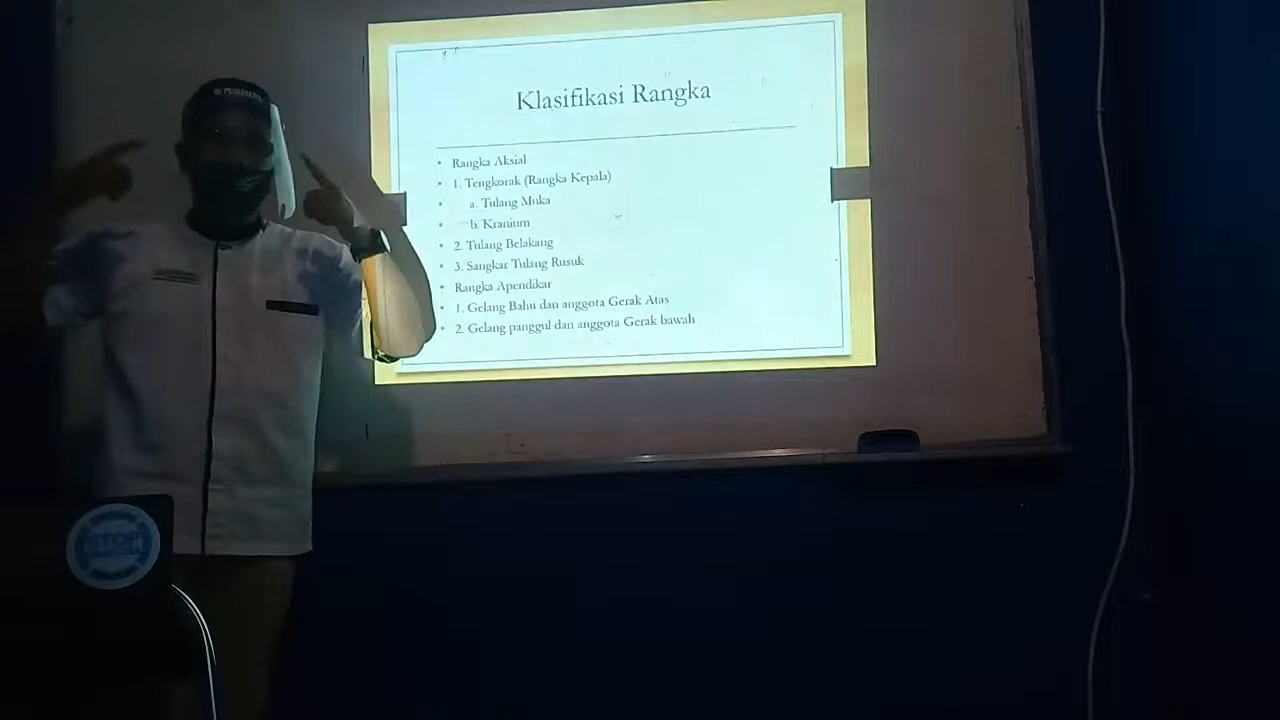 Klasifikasi Rangka
• Rangka Aksial
• 1. Tengkorak (Rangka Kepala)
• a. Tulang Muka
• b. Kranium
• 2. Tulang Belakang
• 3. Sangkar Tulang Rusuk
• Rangka Apendikar
• 1. Gelang Bahu dan anggota Gerak Atas
• 2. Gelang panggul dan anggota Gerak bawah
STOP